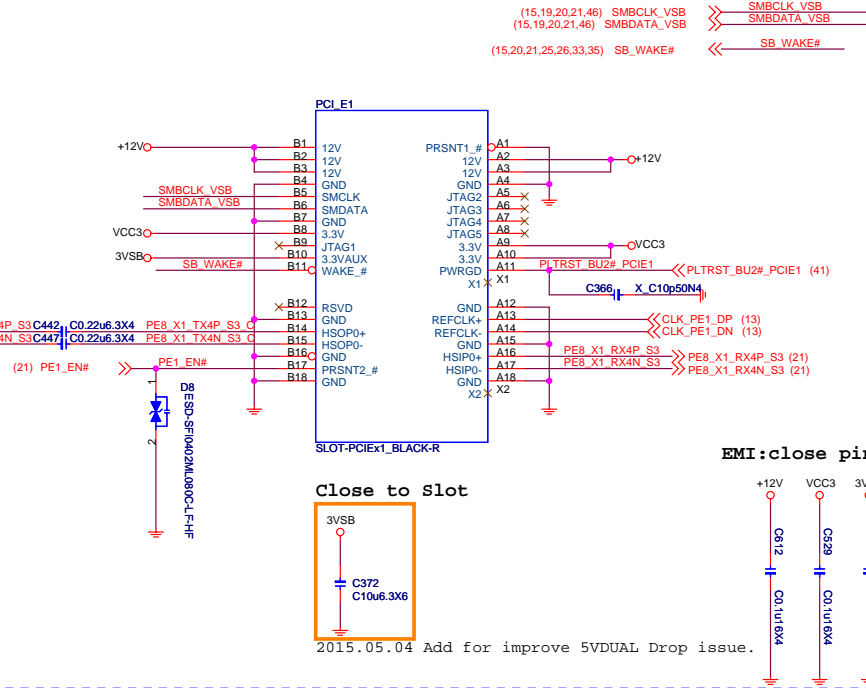 (15,19,20,21,46) SMBCLK_VSB SMBCLK_VSB
(15,19,20,21,46) SMBDATA_VSB SMBDATA_VSB
(15,20,21,25,26,33,35) SB_WAKE# SB_WAKE#
PCI_E1
+12V B1 12V PRSNT1_# A1
B2 12V 12V A2 +12V
B3 12V 12V A3
B4 GND GND A4
SMBCLK_VSB B5 SMCLK JTAG2 A5
SMBDATA_VSB B6 SMDATA JTAG3 A6
B7 GND JTAG4 A7
VCC3 B8 3.3V JTAG5 A8
B9 JTAG1 3.3V A9 VCC3
3VSB B10 3.3VAUX 3.3V A10
SB_WAKE# B11 WAKE_# PWRGD A11 PLTRST_BU2#_PCIE1 PLTRST_BU2#_PCIE1 (41)
X1 X1
C366 X_C10p50N4
B12 RSVD GND A12
B13 GND REFCLK+ A13 CLK_PE1_DP (13)
4P_S3 C442 C0.22u6.3X4 PE8_X1_TX4P_S3_C B14 HSOP0+ REFCLK- A14 CLK_PE1_DN (13)
4N_S3 C447 C0.22u6.3X4 PE8_X1_TX4N_S3_C B15 HSOP0- GND A15
B16 GND HSIP0+ A16 PE8_X1_RX4P_S3 PE8_X1_RX4P_S3 (21)
(21) PE1_EN# PE1_EN# B17 PRSNT2_# HSIP0- A17 PE8_X1_RX4N_S3 PE8_X1_RX4N_S3 (21)
B18 GND GND A18
X2 X2
1
D8
ESD-SFI0402ML080C-LF-HF
2
SLOT-PCIEx1_BLACK-R
EMI:close pin
Close to Slot
+12V VCC3 3V
3VSB
C612 C529
C372
C10u6.3X6
C0.1u16X4 C0.1u16X4
2015.05.04 Add for improve 5VDUAL Drop issue.